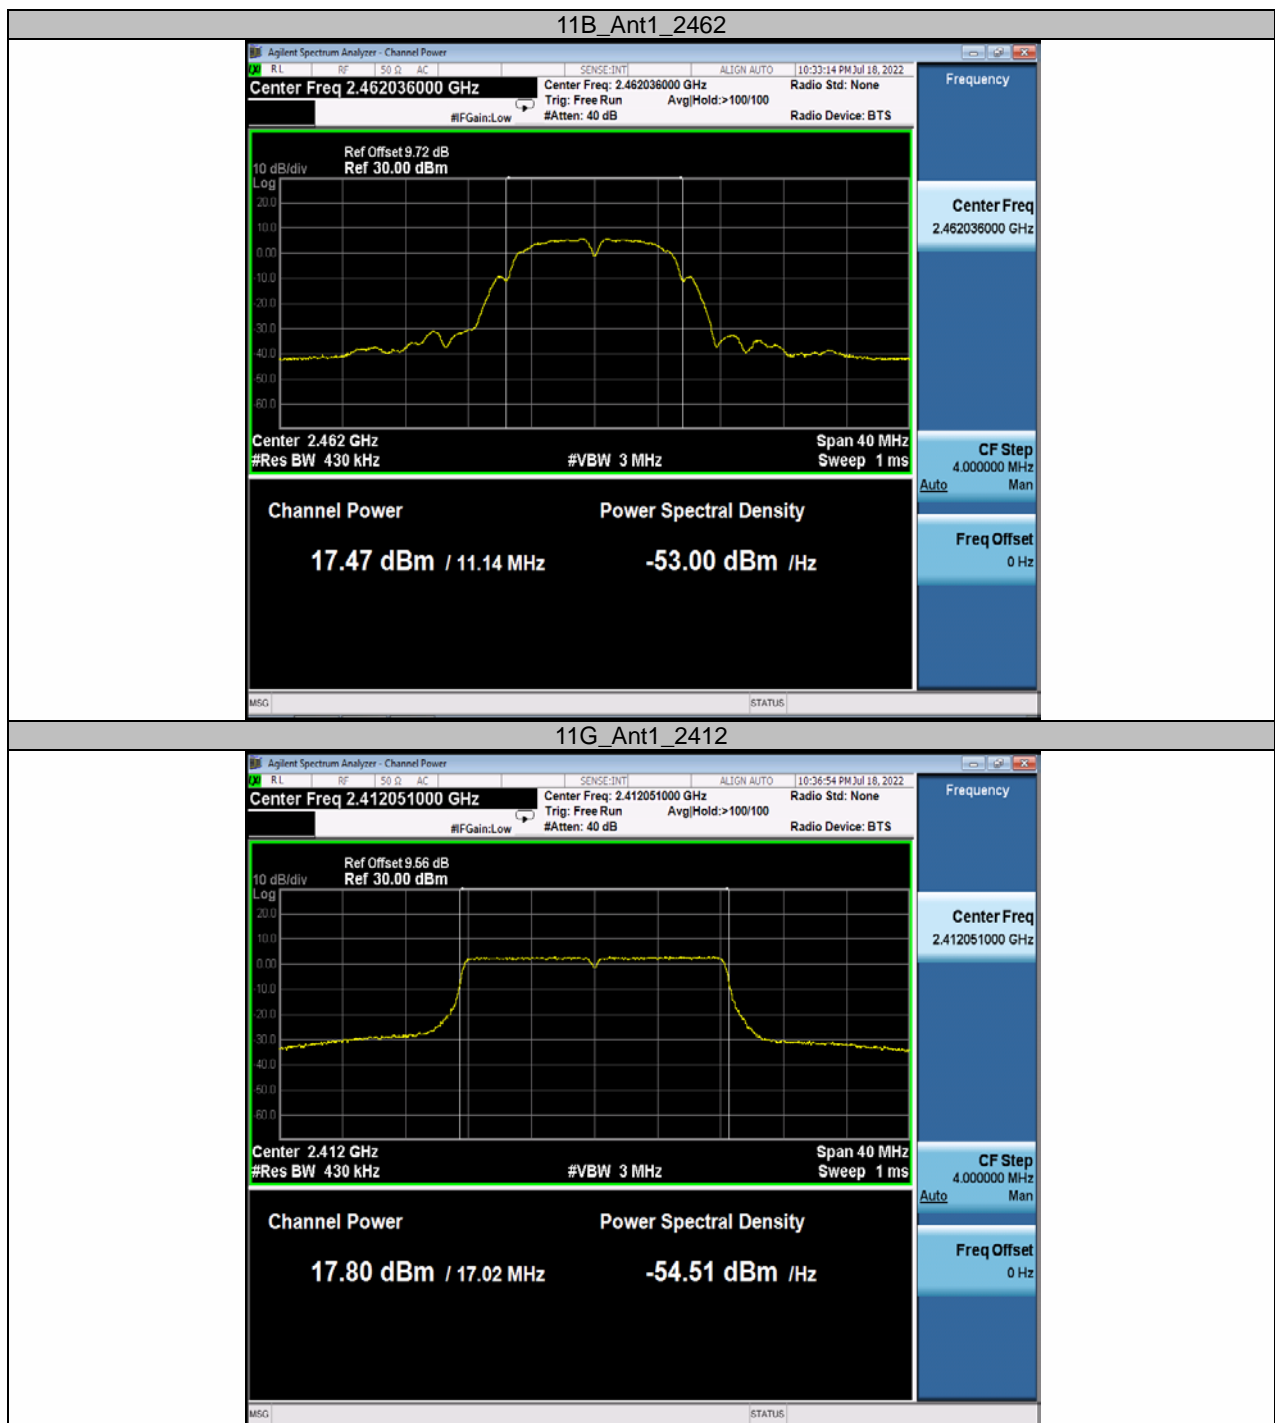 11B_Ant1_2462
Agilent Spectrum Analyzer - Channel Power
RL RF 50 Ω AC SENSE:INT ALIGN AUTO 10:33:14 PM Jul 18, 2022
Center Freq 2.462036000 GHz
Center Freq: 2.462036000 GHz Radio Std: None
Trig: Free Run Avg|Hold:>100/100
#IFGain:Low #Atten: 40 dB Radio Device: BTS
Frequency
Ref Offset 9.72 dB
10 dB/div Ref 30.00 dBm
Log
20.0
10.0
0.00
-10.0
-20.0
-30.0
-40.0
-50.0
-60.0
Center Freq
2.462036000 GHz
Center 2.462 GHz Span 40 MHz
#Res BW 430 kHz #VBW 3 MHz Sweep 1 ms
CF Step
4.000000 MHz
Auto Man
Channel Power Power Spectral Density
17.47 dBm / 11.14 MHz -53.00 dBm /Hz
Freq Offset
0 Hz
MSG STATUS
11G_Ant1_2412
Agilent Spectrum Analyzer - Channel Power
RL RF 50 Ω AC SENSE:INT ALIGN AUTO 10:36:54 PM Jul 18, 2022
Center Freq 2.412051000 GHz
Center Freq: 2.412051000 GHz Radio Std: None
Trig: Free Run Avg|Hold:>100/100
#IFGain:Low #Atten: 40 dB Radio Device: BTS
Frequency
Ref Offset 9.56 dB
10 dB/div Ref 30.00 dBm
Log
20.0
10.0
0.00
-10.0
-20.0
-30.0
-40.0
-50.0
-60.0
Center Freq
2.412051000 GHz
Center 2.412 GHz Span 40 MHz
#Res BW 430 kHz #VBW 3 MHz Sweep 1 ms
CF Step
4.000000 MHz
Auto Man
Channel Power Power Spectral Density
17.80 dBm / 17.02 MHz -54.51 dBm /Hz
Freq Offset
0 Hz
MSG STATUS